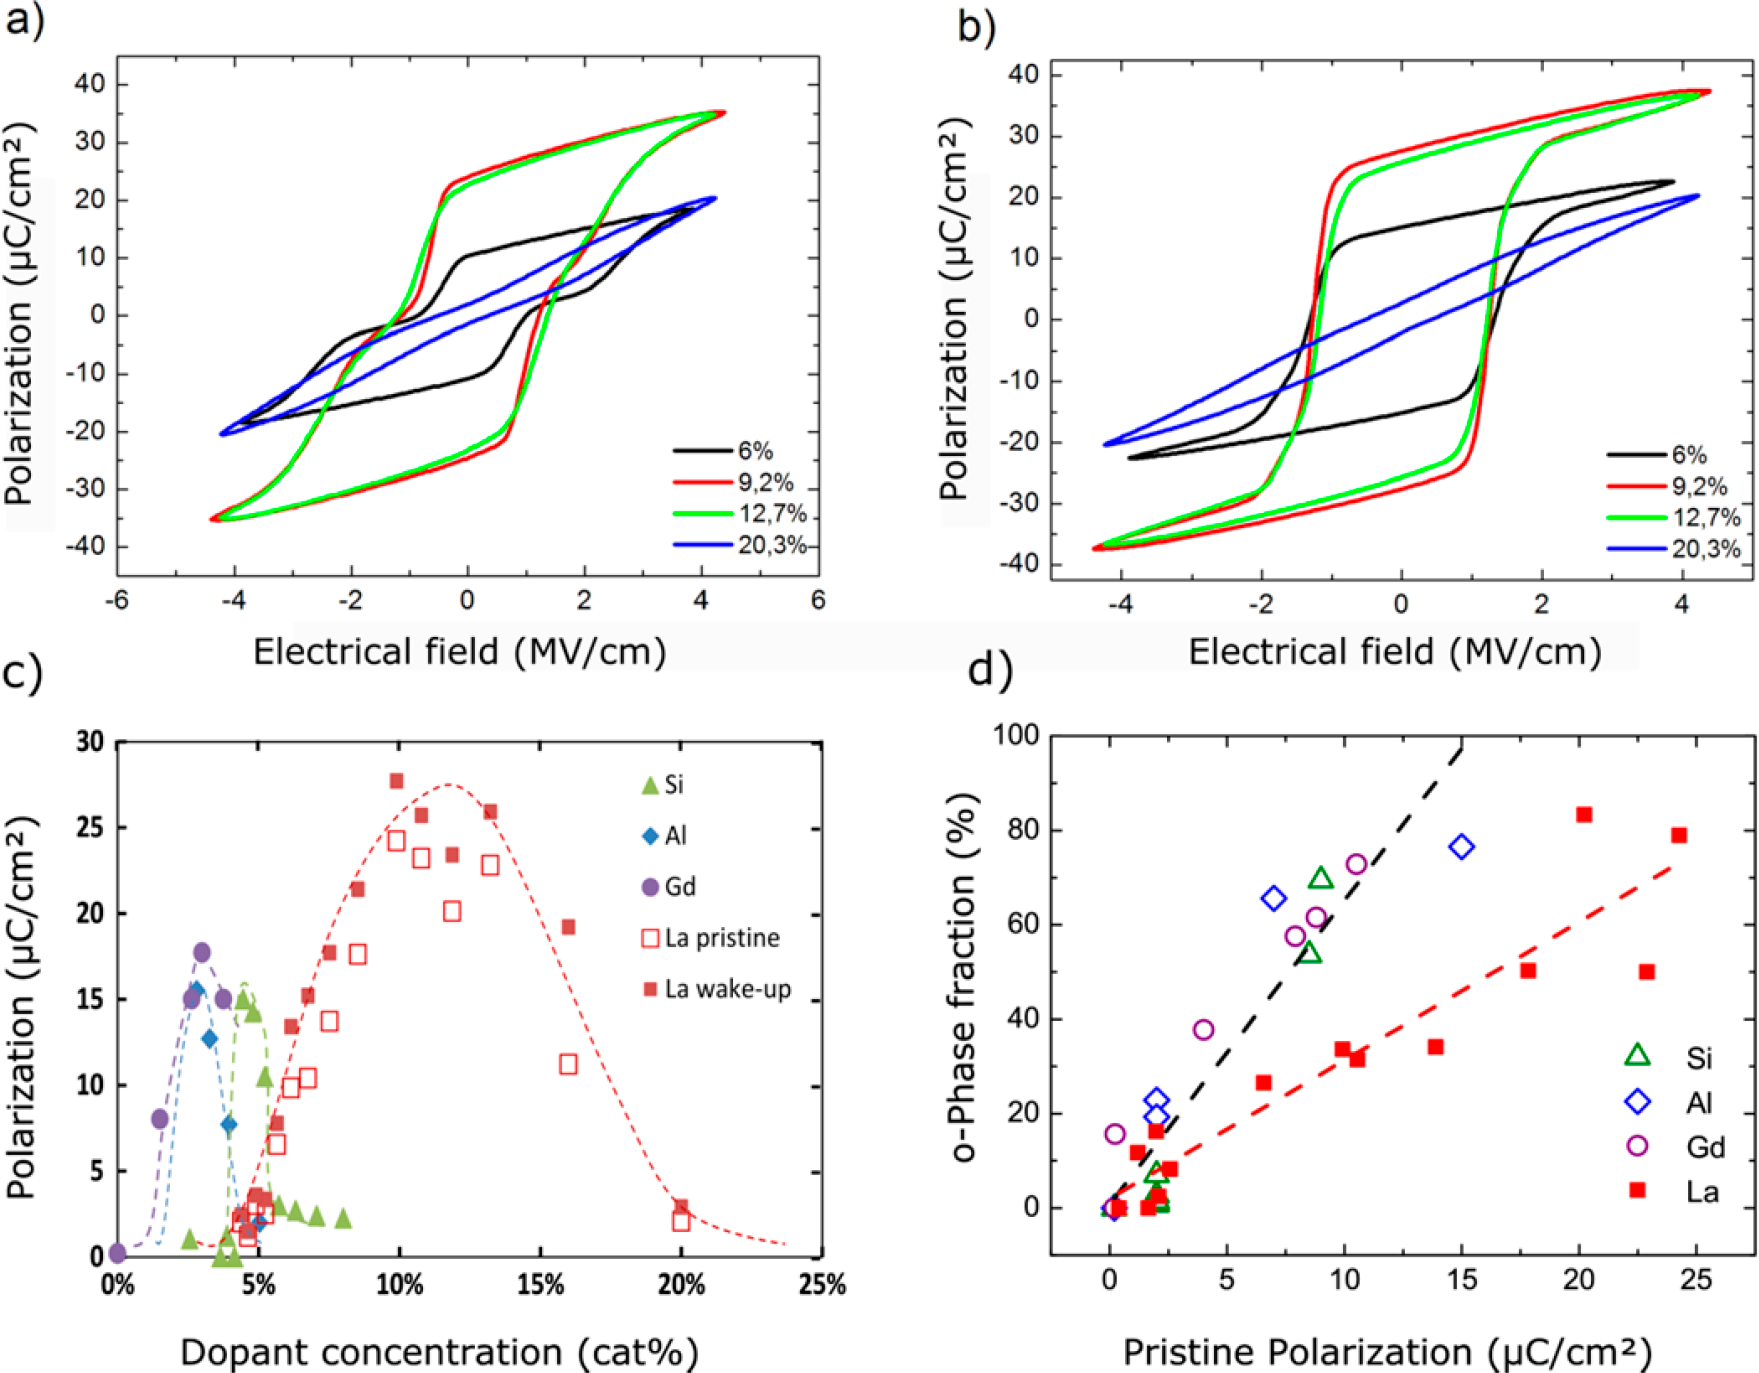 a)
40
30
20
10
0
-10
-20
-30
-40
Polarization (µC/cm²)
6%
9,2%
12,7%
20,3%
-6 -4 -2 0 2 4 6
Electrical field (MV/cm)
b)
40
30
20
10
0
-10
-20
-30
-40
Polarization (µC/cm²)
6%
9,2%
12,7%
20,3%
-4 -2 0 2 4
Electrical field (MV/cm)
c)
30
25
20
15
10
5
0
Polarization (µC/cm²)
Si
Al
Gd
La pristine
La wake-up
0% 5% 10% 15% 20% 25%
Dopant concentration (cat%)
d)
100
80
60
40
20
0
o-Phase fraction (%)
Si
Al
Gd
La
0 5 10 15 20 25
Pristine Polarization (µC/cm²)